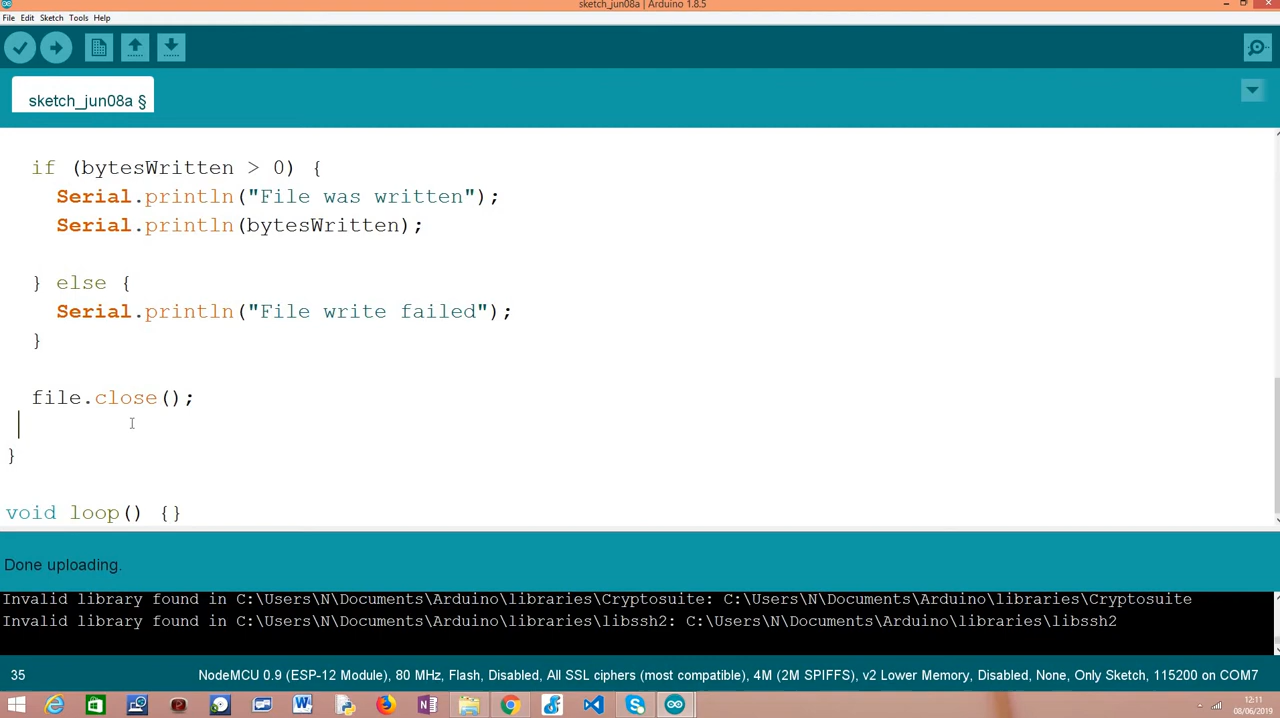 sketch_jun08a | Arduino 1.8.5
File Edit Sketch Tools Help
sketch_jun08a §
if (bytesWritten > 0) {
Serial.println("File was written");
Serial.println(bytesWritten);
} else {
Serial.println("File write failed");
}
file.close();
}
void loop() {}
Done uploading.
Invalid library found in C:\Users\N\Documents\Arduino\libraries\Cryptosuite: C:\Users\N\Documents\Arduino\libraries\Cryptosuite
Invalid library found in C:\Users\N\Documents\Arduino\libraries\libssh2: C:\Users\N\Documents\Arduino\libraries\libssh2
35 NodeMCU 0.9 (ESP-12 Module), 80 MHz, Flash, Disabled, All SSL ciphers (most compatible), 4M (2M SPIFFS), v2 Lower Memory, Disabled, None, Only Sketch, 115200 on COM7
12:11
08/06/2019